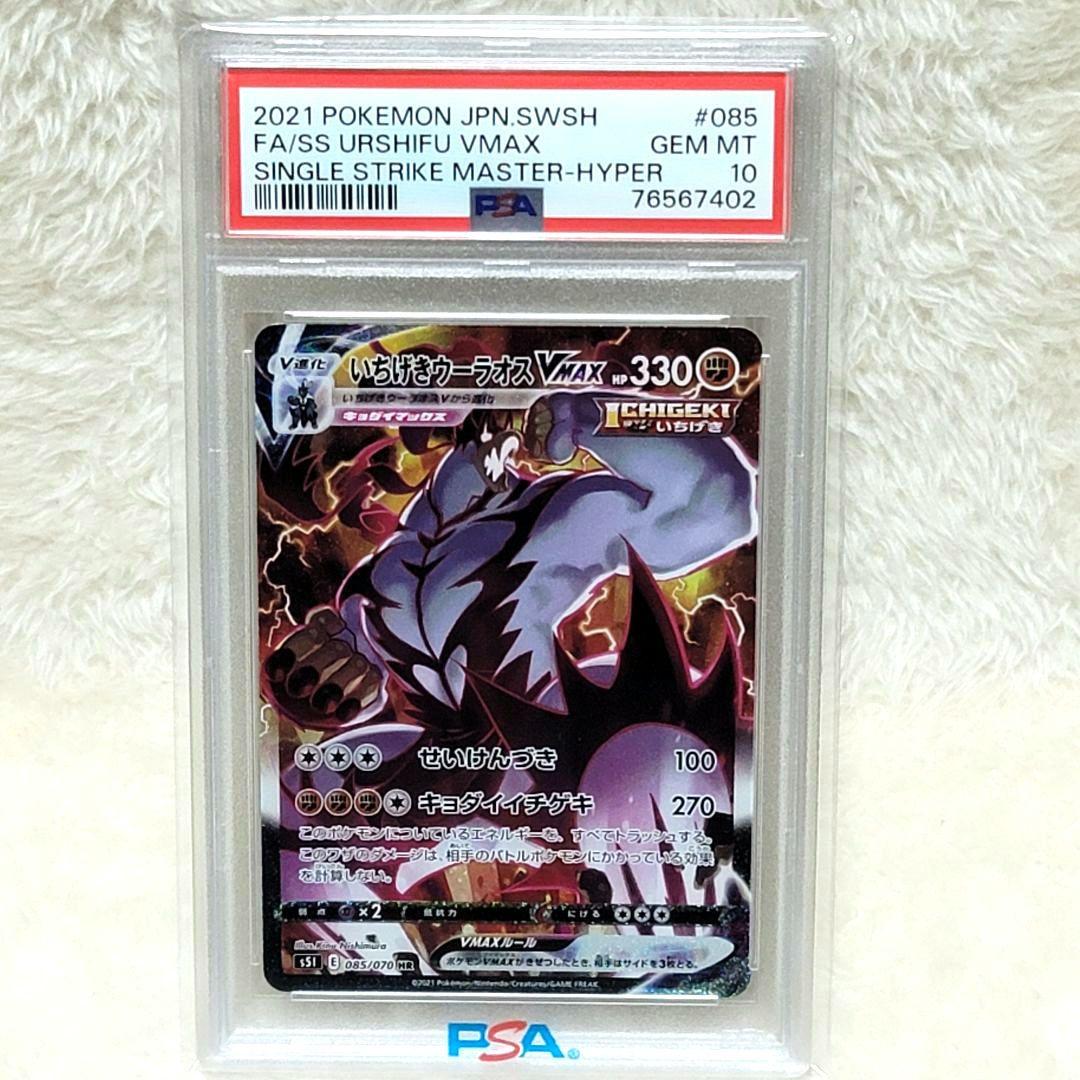 2021 POKEMON JPN.SWSH #085
FA/SS URSHIFU VMAX GEM MT
SINGLE STRIKE MASTER-HYPER 10
76567402
PSA
V進化
いちげきウーラオス VMAX HP 330
いちげきウーラオスVから進化
キョダイマックス
ICHIGEKI
いちげき
せいけんづき 100
キョダイイチゲキ 270
このポケモンについているエネルギーを、すべてトラッシュする。
このワザのダメージは、相手のバトルポケモンにかかっている効果
を計算しない。
弱点 ×2 抵抗力 にげる
Illus. Nishimura
VMAXルール
s5I E 085/070 HR
ポケモンVMAXがきぜつしたとき、相手はサイドを3枚とる。
©2021 Pokémon/Nintendo/Creatures/GAME FREAK.
PSA®